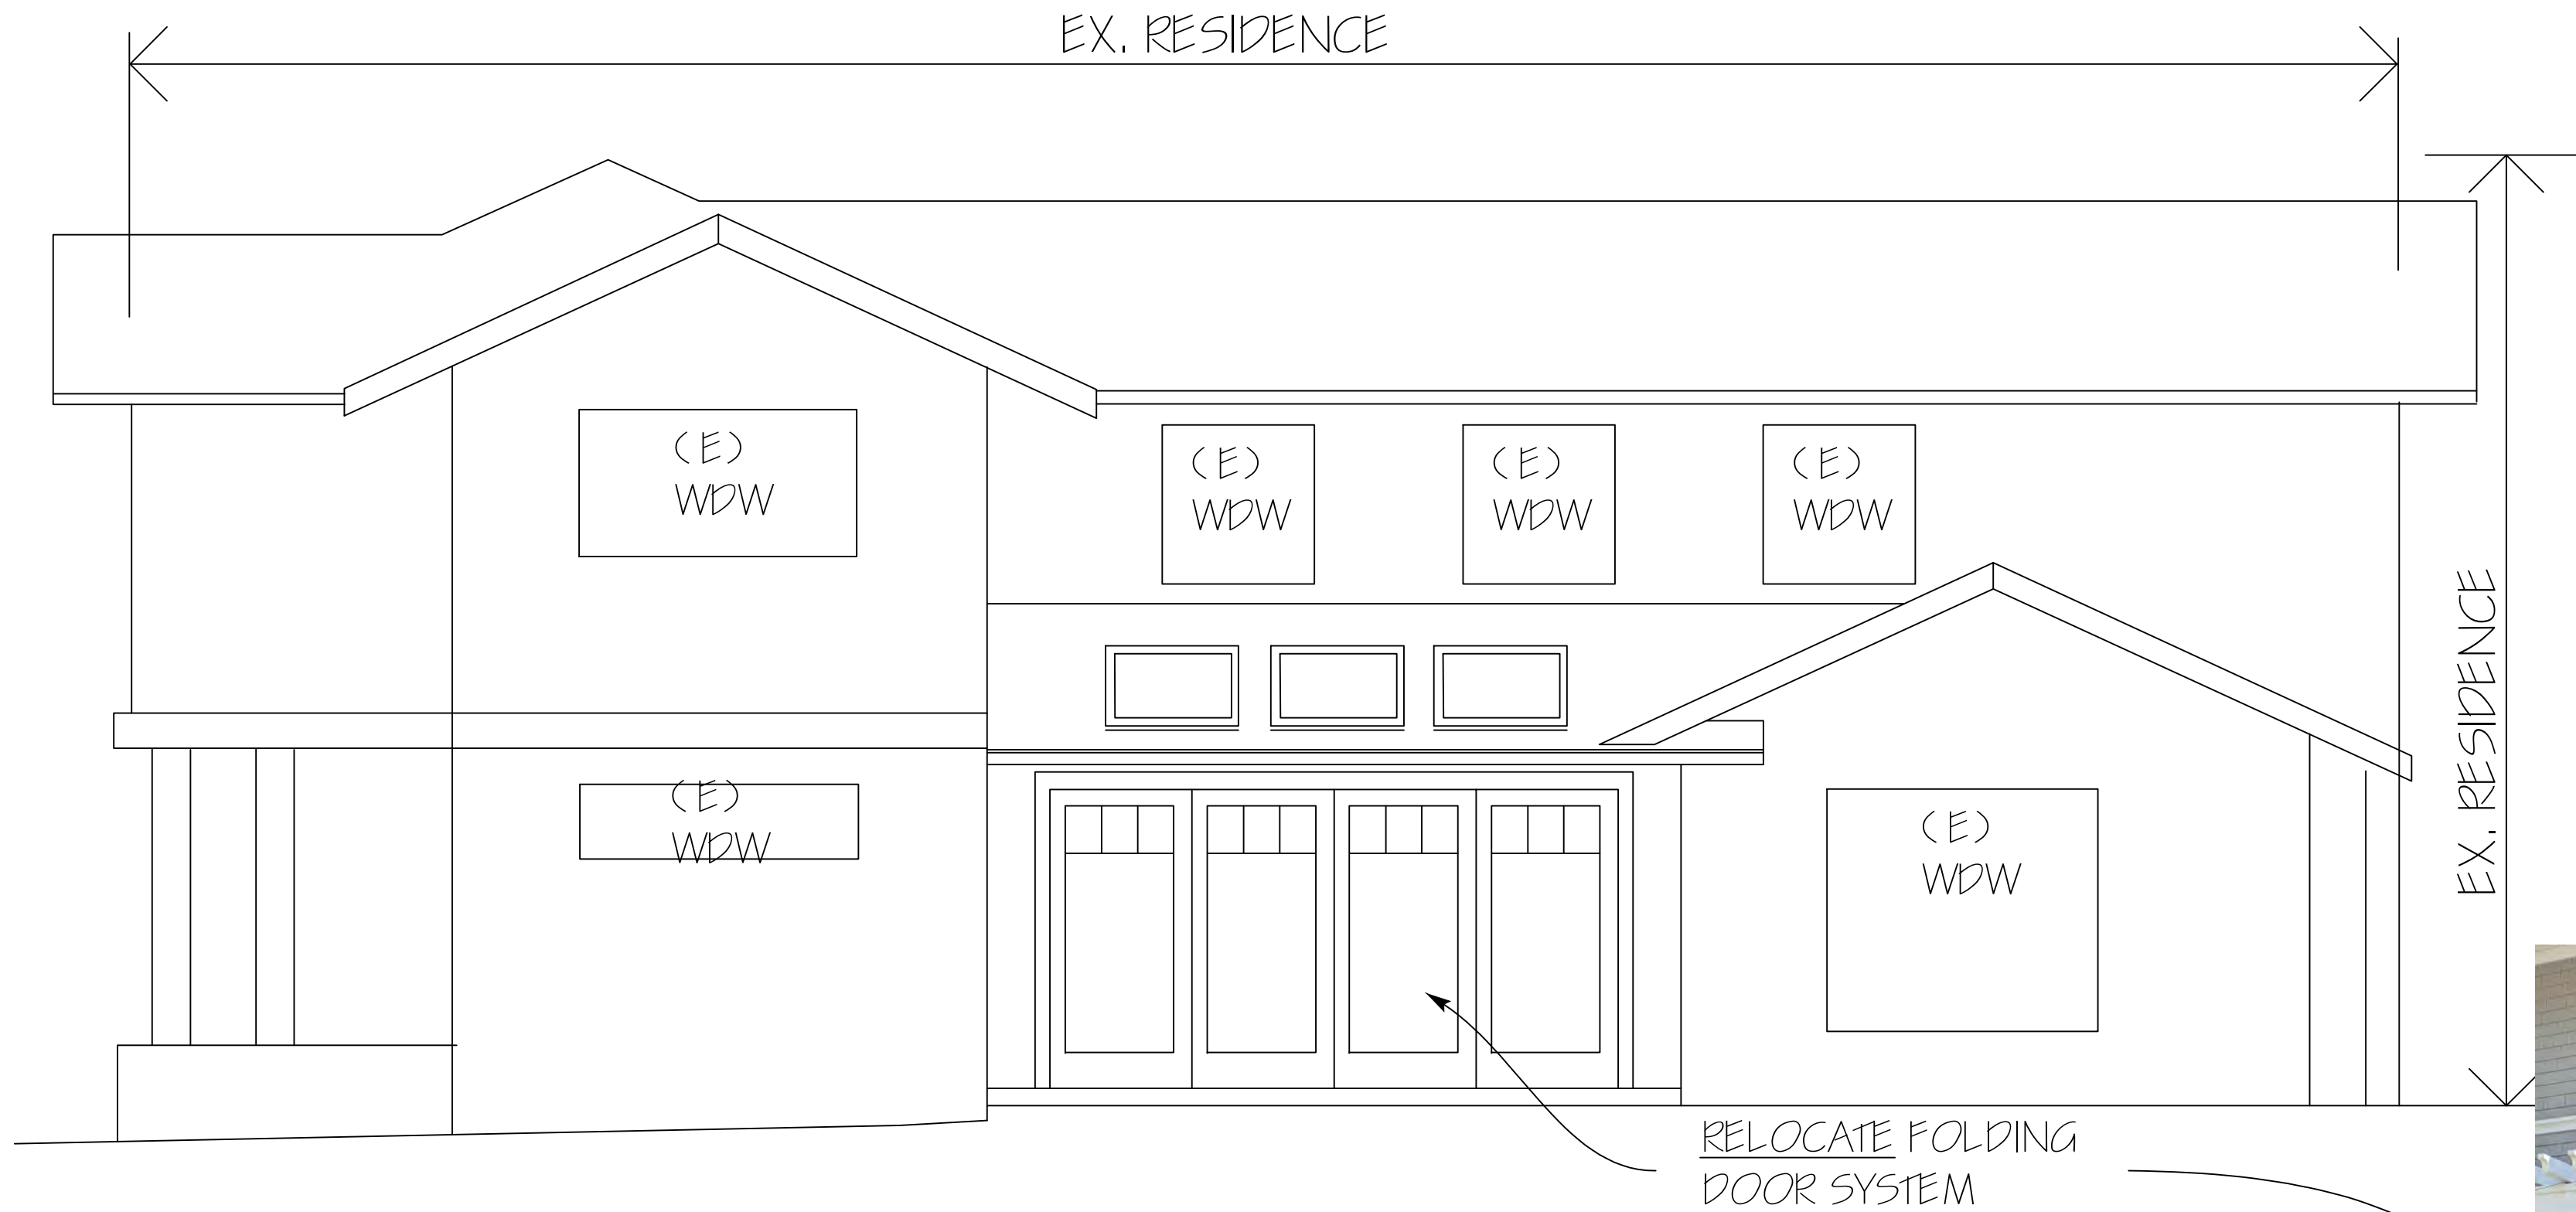 EX. RESIDENCE
(E)
WDW
(E)
WDW
(E)
WDW
(E)
WDW
EX. RESIDENCE
(E)
WDW
(E)
WDW
RELOCATE FOLDING
DOOR SYSTEM